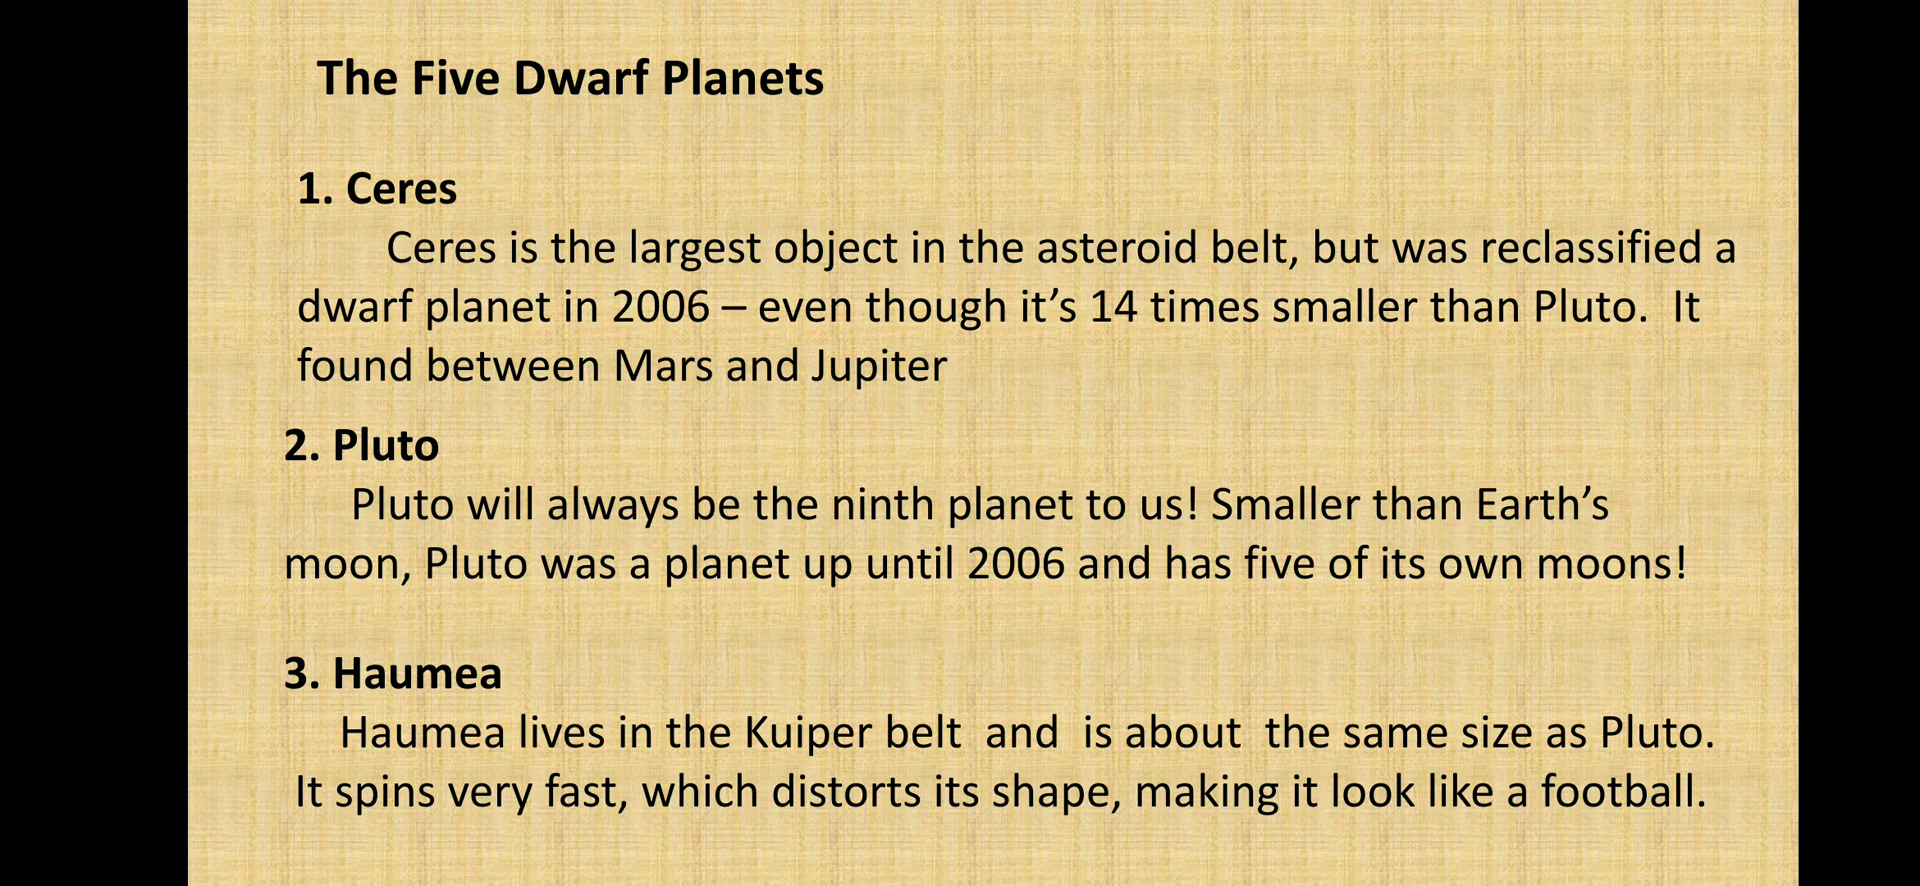 The Five Dwarf Planets
1. Ceres
Ceres is the largest object in the asteroid belt, but was reclassified a
dwarf planet in 2006 – even though it’s 14 times smaller than Pluto.  It
found between Mars and Jupiter
2. Pluto
Pluto will always be the ninth planet to us! Smaller than Earth’s
moon, Pluto was a planet up until 2006 and has five of its own moons!
3. Haumea
Haumea lives in the Kuiper belt  and  is about  the same size as Pluto.
It spins very fast, which distorts its shape, making it look like a football.